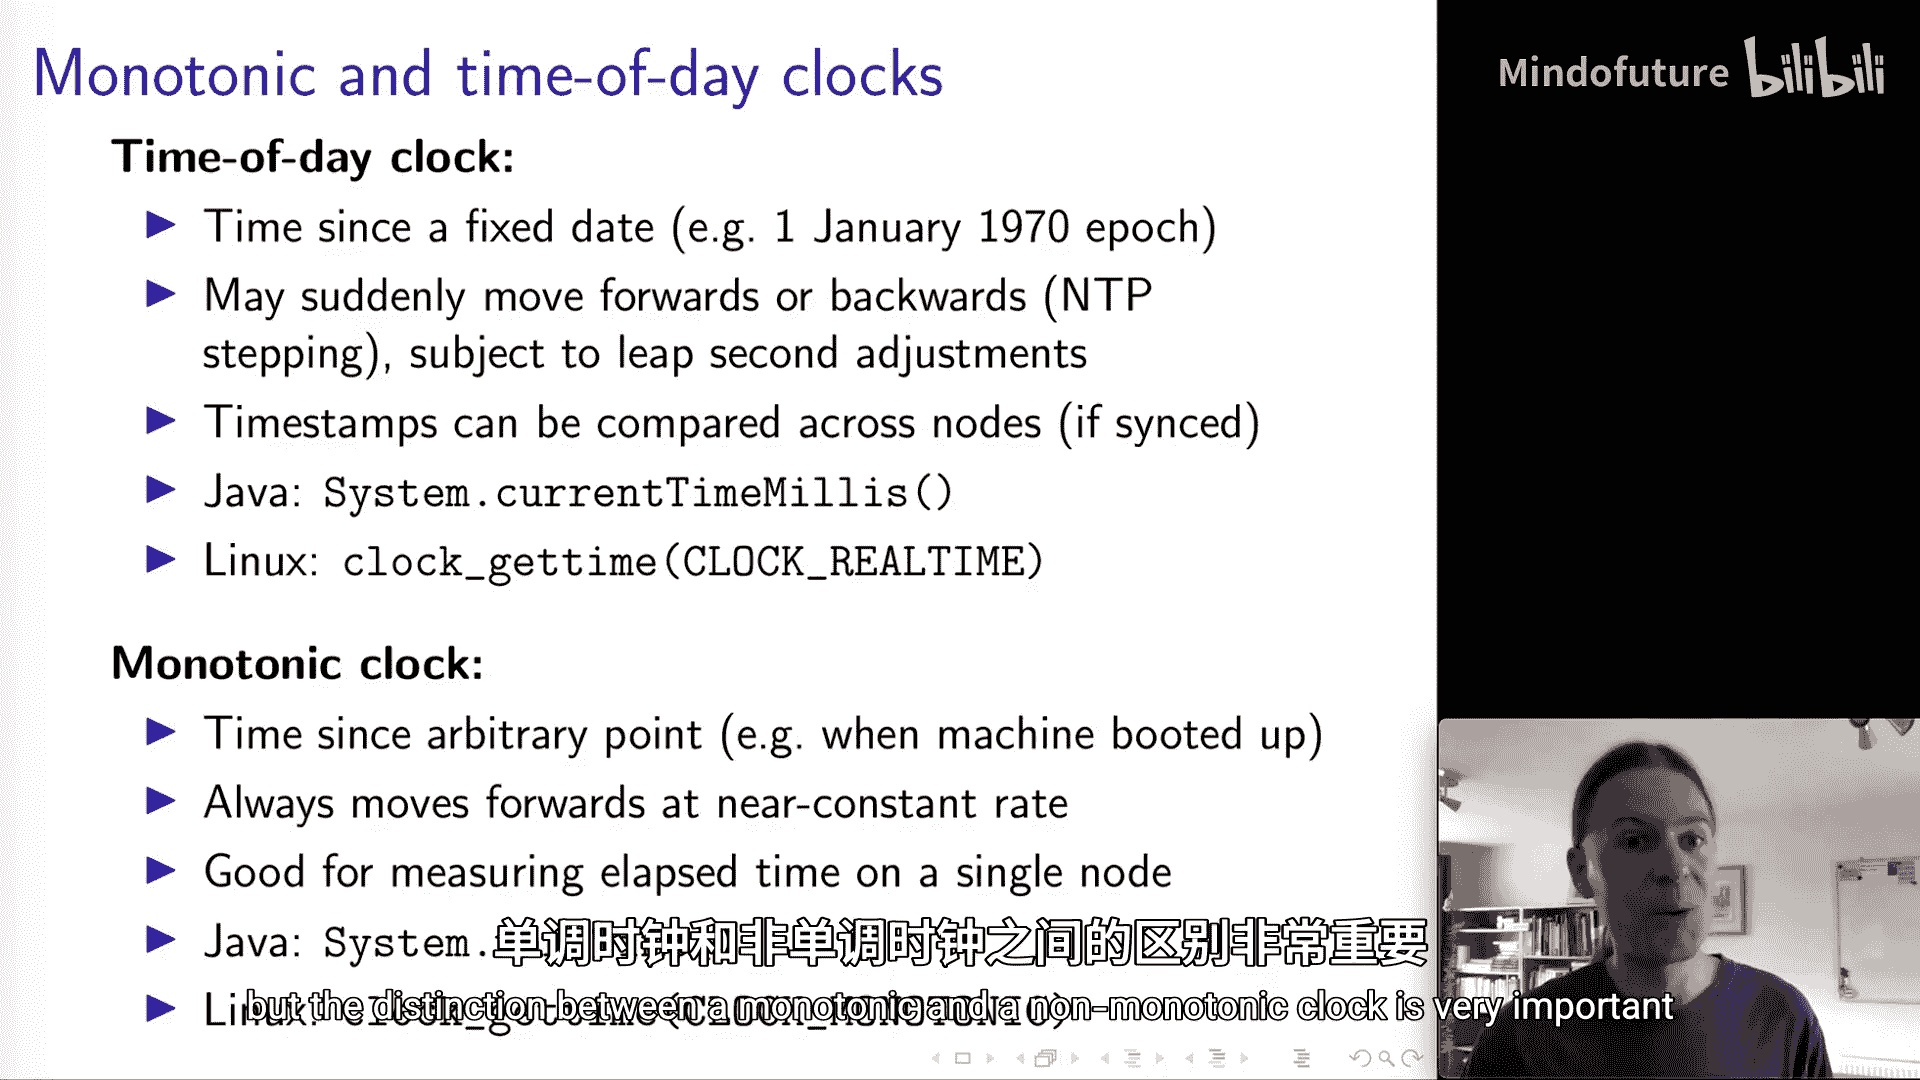 Monotonic and time-of-day clocks
Mindofuture bilibili
Time-of-day clock:
▶ Time since a fixed date (e.g. 1 January 1970 epoch)
▶ May suddenly move forwards or backwards (NTP
stepping), subject to leap second adjustments
▶ Timestamps can be compared across nodes (if synced)
▶ Java: System.currentTimeMillis()
▶ Linux: clock_gettime(CLOCK_REALTIME)
Monotonic clock:
▶ Time since arbitrary point (e.g. when machine booted up)
▶ Always moves forwards at near-constant rate
▶ Good for measuring elapsed time on a single node
▶ Java: System.
单调时钟和非单调时钟之间的区别非常重要
▶ Linux: clock_gettime(CLOCK_MONOTONIC)
but the distinction between a monotonic and a non-monotonic clock is very important